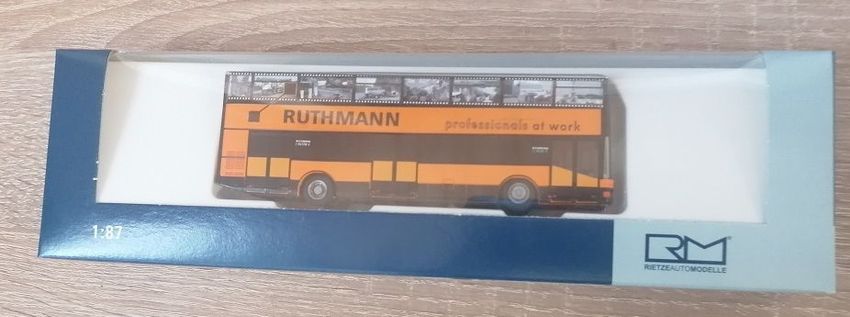 RUTHMANN
professionals at work
1:87
RM®
RIETZEAUTOMODELLE